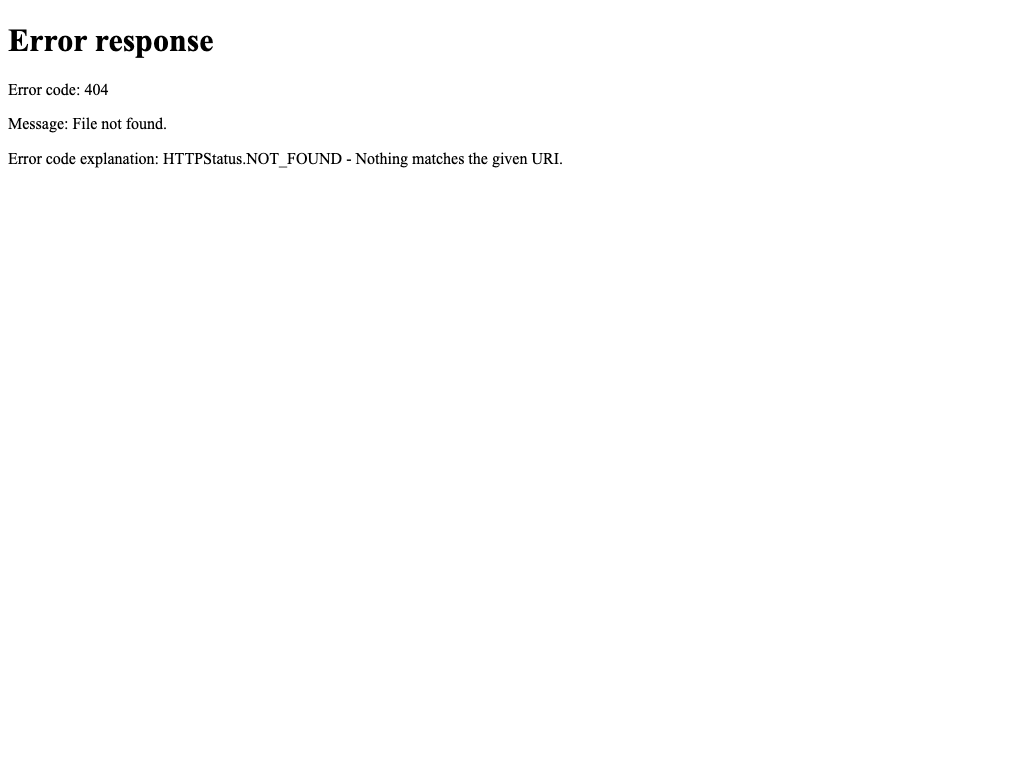 Error response
Error code: 404
Message: File not found.
Error code explanation: HTTPStatus.NOT_FOUND - Nothing matches the given URI.